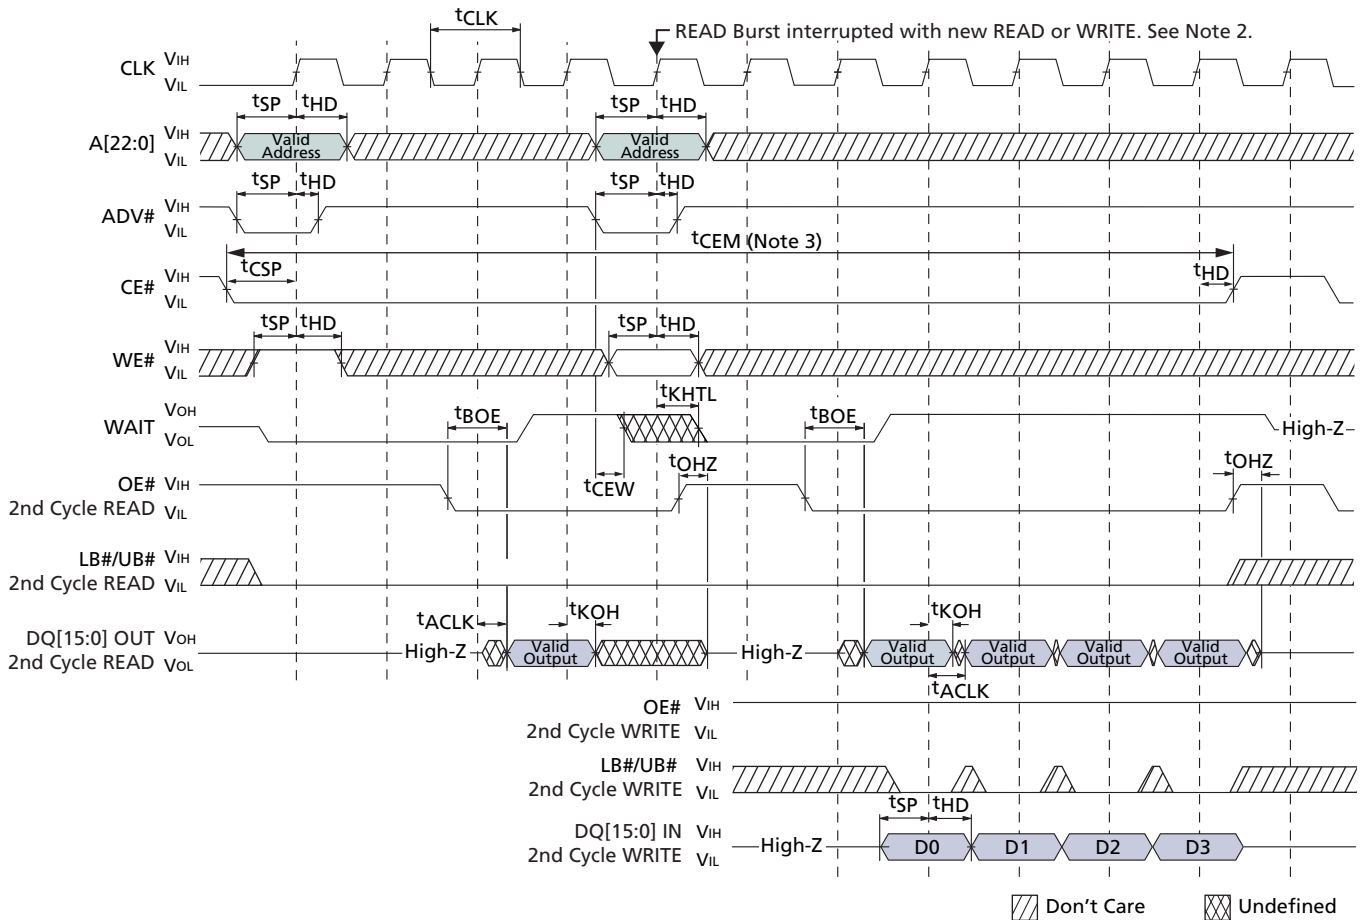 tCLK
READ Burst interrupted with new READ or WRITE. See Note 2.
CLK VIH
VIL
tSP tHD tSP tHD
A[22:0] VIH
VIL
Valid Address Valid Address
tSP tHD tSP tHD
ADV# VIH
VIL
tCEM (Note 3)
tCSP tHD
CE# VIH
VIL
tSP tHD tSP tHD
WE# VIH
VIL
tKHTL
tBOE tBOE
WAIT VOH
VOL
High-Z
tCEW tOHZ tOHZ
OE# VIH
2nd Cycle READ VIL
LB#/UB# VIH
2nd Cycle READ VIL
tACLK tKOH tKOH
DQ[15:0] OUT VOH
2nd Cycle READ VOL
High-Z Valid Output High-Z Valid Output Valid Output Valid Output Valid Output
tACLK
OE# VIH
2nd Cycle WRITE VIL
LB#/UB# VIH
2nd Cycle WRITE VIL
tSP tHD
DQ[15:0] IN VIH
2nd Cycle WRITE VIL
High-Z D0 D1 D2 D3
Don't Care Undefined